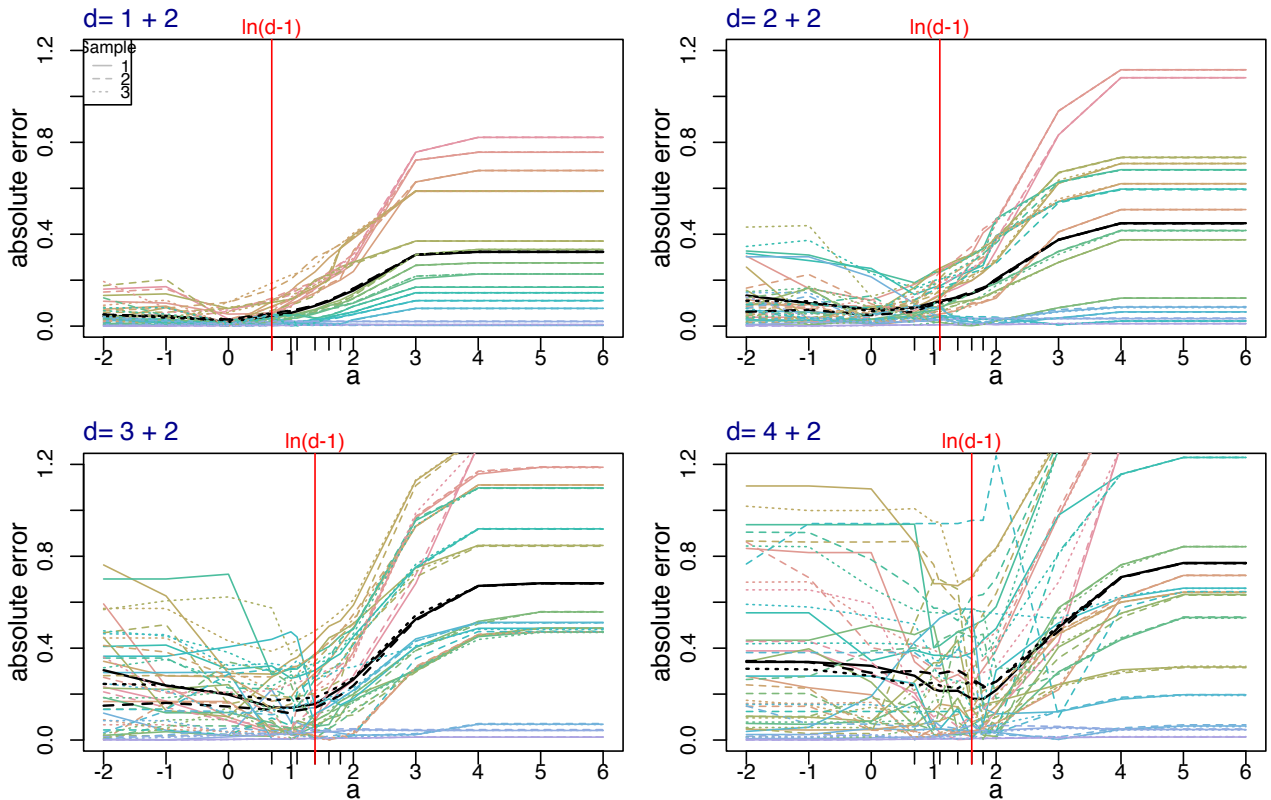 d= 1 + 2
ln(d-1)
Sample
1
2
3
absolute error
0.0
0.4
0.8
1.2
-2 -1 0 1 2 3 4 5 6
a
d= 2 + 2
ln(d-1)
absolute error
0.0
0.4
0.8
1.2
-2 -1 0 1 2 3 4 5 6
a
d= 3 + 2
ln(d-1)
absolute error
0.0
0.4
0.8
1.2
-2 -1 0 1 2 3 4 5 6
a
d= 4 + 2
ln(d-1)
absolute error
0.0
0.4
0.8
1.2
-2 -1 0 1 2 3 4 5 6
a